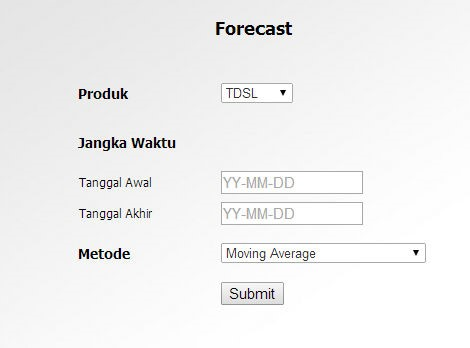 Forecast
Produk TDSL
Jangka Waktu
Tanggal Awal YY-MM-DD
Tanggal Akhir YY-MM-DD
Metode Moving Average
Submit